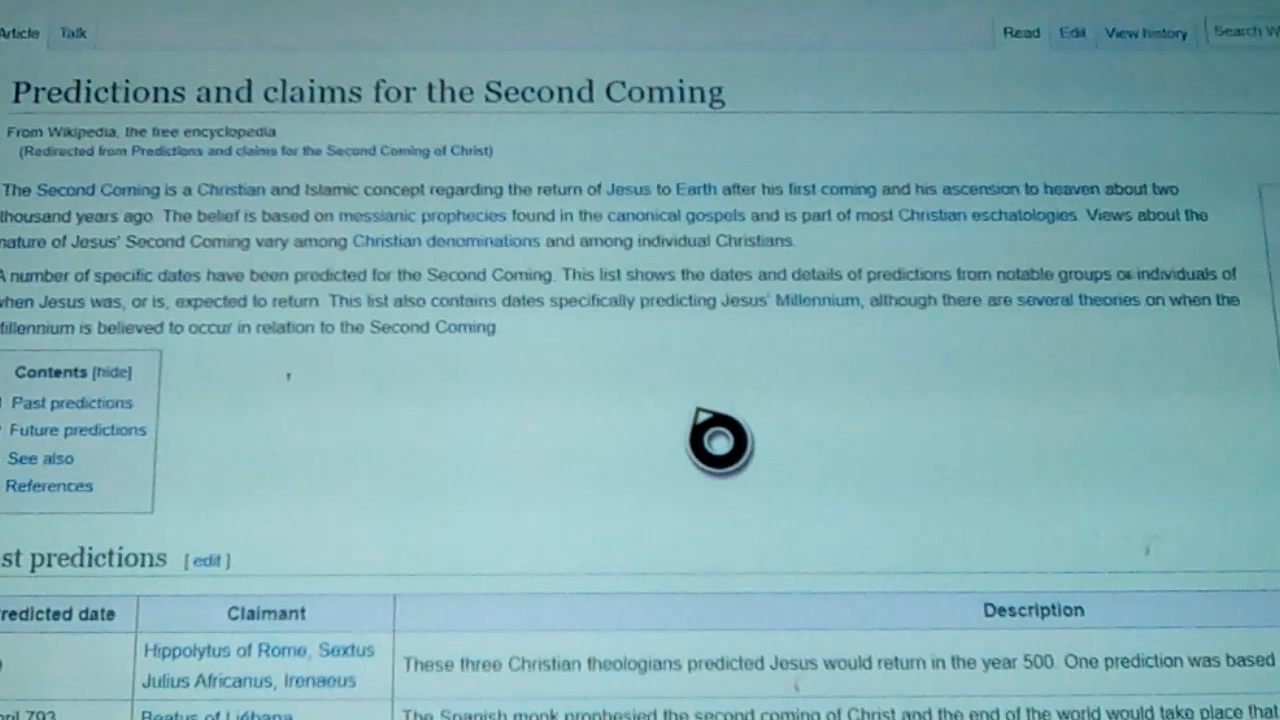 Article Talk Read Edit View history Search W
Predictions and claims for the Second Coming
From Wikipedia, the free encyclopedia
(Redirected from Predictions and claims for the Second Coming of Christ)
The Second Coming is a Christian and Islamic concept regarding the return of Jesus to Earth after his first coming and his ascension to heaven about two
thousand years ago. The belief is based on messianic prophecies found in the canonical gospels and is part of most Christian eschatologies. Views about the
nature of Jesus' Second Coming vary among Christian denominations and among individual Christians.
A number of specific dates have been predicted for the Second Coming. This list shows the dates and details of predictions from notable groups or individuals of
when Jesus was, or is, expected to return. This list also contains dates specifically predicting Jesus' Millennium, although there are several theories on when the
Millennium is believed to occur in relation to the Second Coming
Contents [hide]
Past predictions
Future predictions
See also
References
st predictions [edit]
redicted date Claimant Description
Hippolytus of Rome, Sextus
Julius Africanus, Irenaeus
These three Christian theologians predicted Jesus would return in the year 500. One prediction was based
pril 793 Beatus of Liébana The Spanish monk prophesied the second coming of Christ and the end of the world would take place that